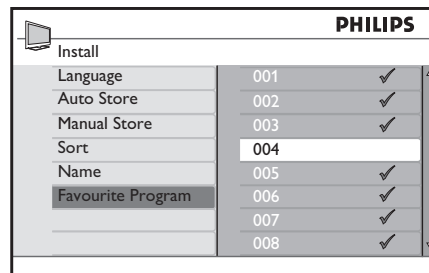 PHILIPS
Install
Language 001 ✓
Auto Store 002 ✓
Manual Store 003 ✓
Sort 004
Name 005 ✓
Favourite Program 006 ✓
007 ✓
008 ✓